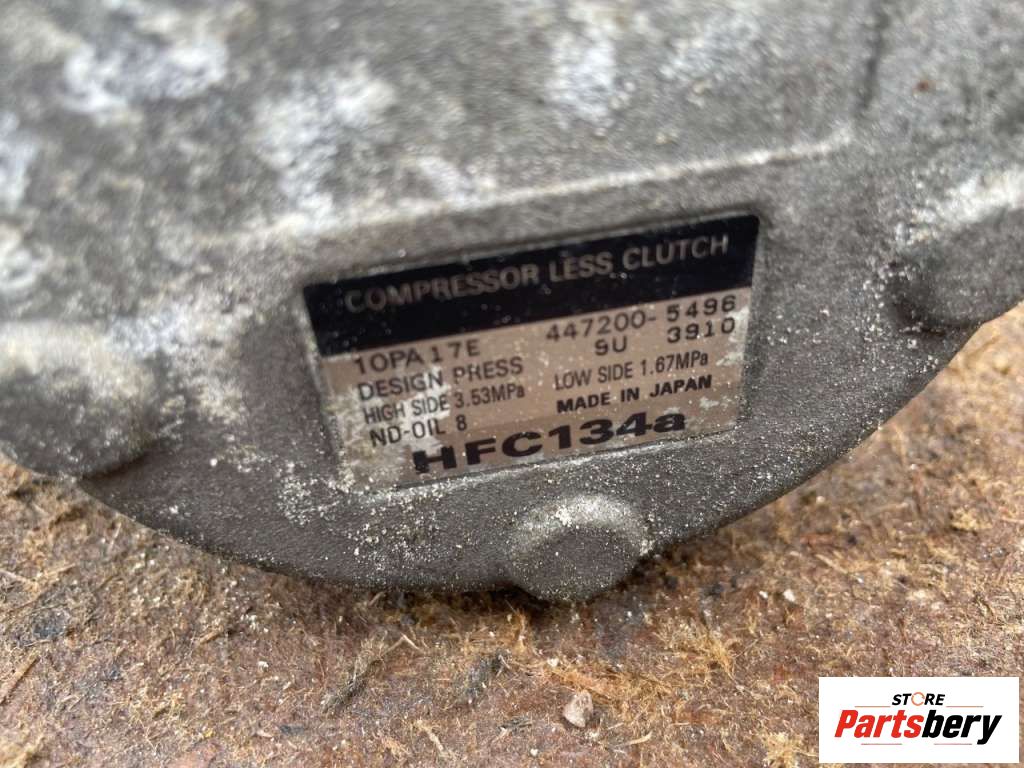 COMPRESSOR LESS CLUTCH
10PA17E 447200-5496
9U 3910
DESIGN PRESS
HIGH SIDE 3.53MPa LOW SIDE 1.67MPa
ND-OIL 8 MADE IN JAPAN
HFC134a
STORE
Partsbery